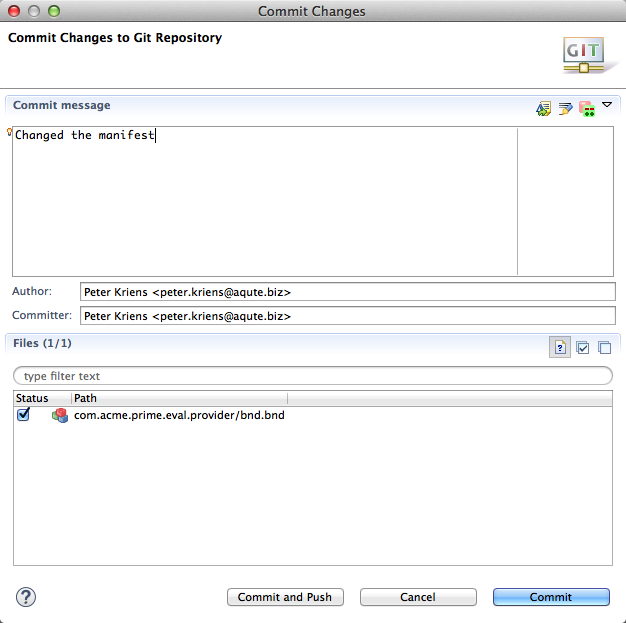 Commit Changes
Commit Changes to Git Repository
GIT
Commit message
Changed the manifest
Author: Peter Kriens <peter.kriens@aqute.biz>
Committer: Peter Kriens <peter.kriens@aqute.biz>
Files (1/1)
?
type filter text
Status Path
com.acme.prime.eval.provider/bnd.bnd
? Commit and Push Cancel Commit